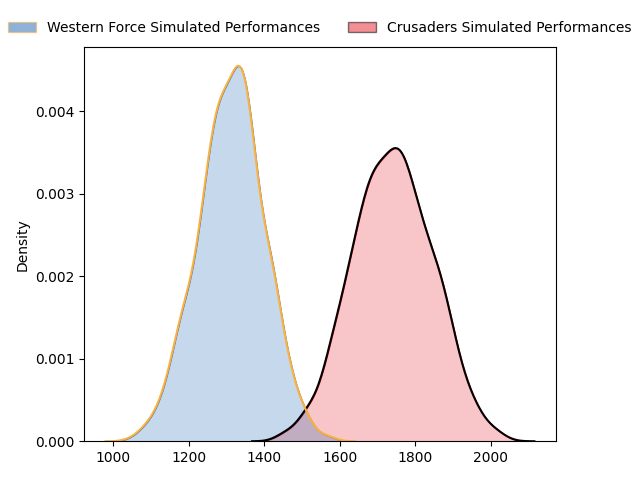 Western Force Simulated Performances
Crusaders Simulated Performances
0.004
0.003
0.002
0.001
0.000
Density
1000 1200 1400 1600 1800 2000